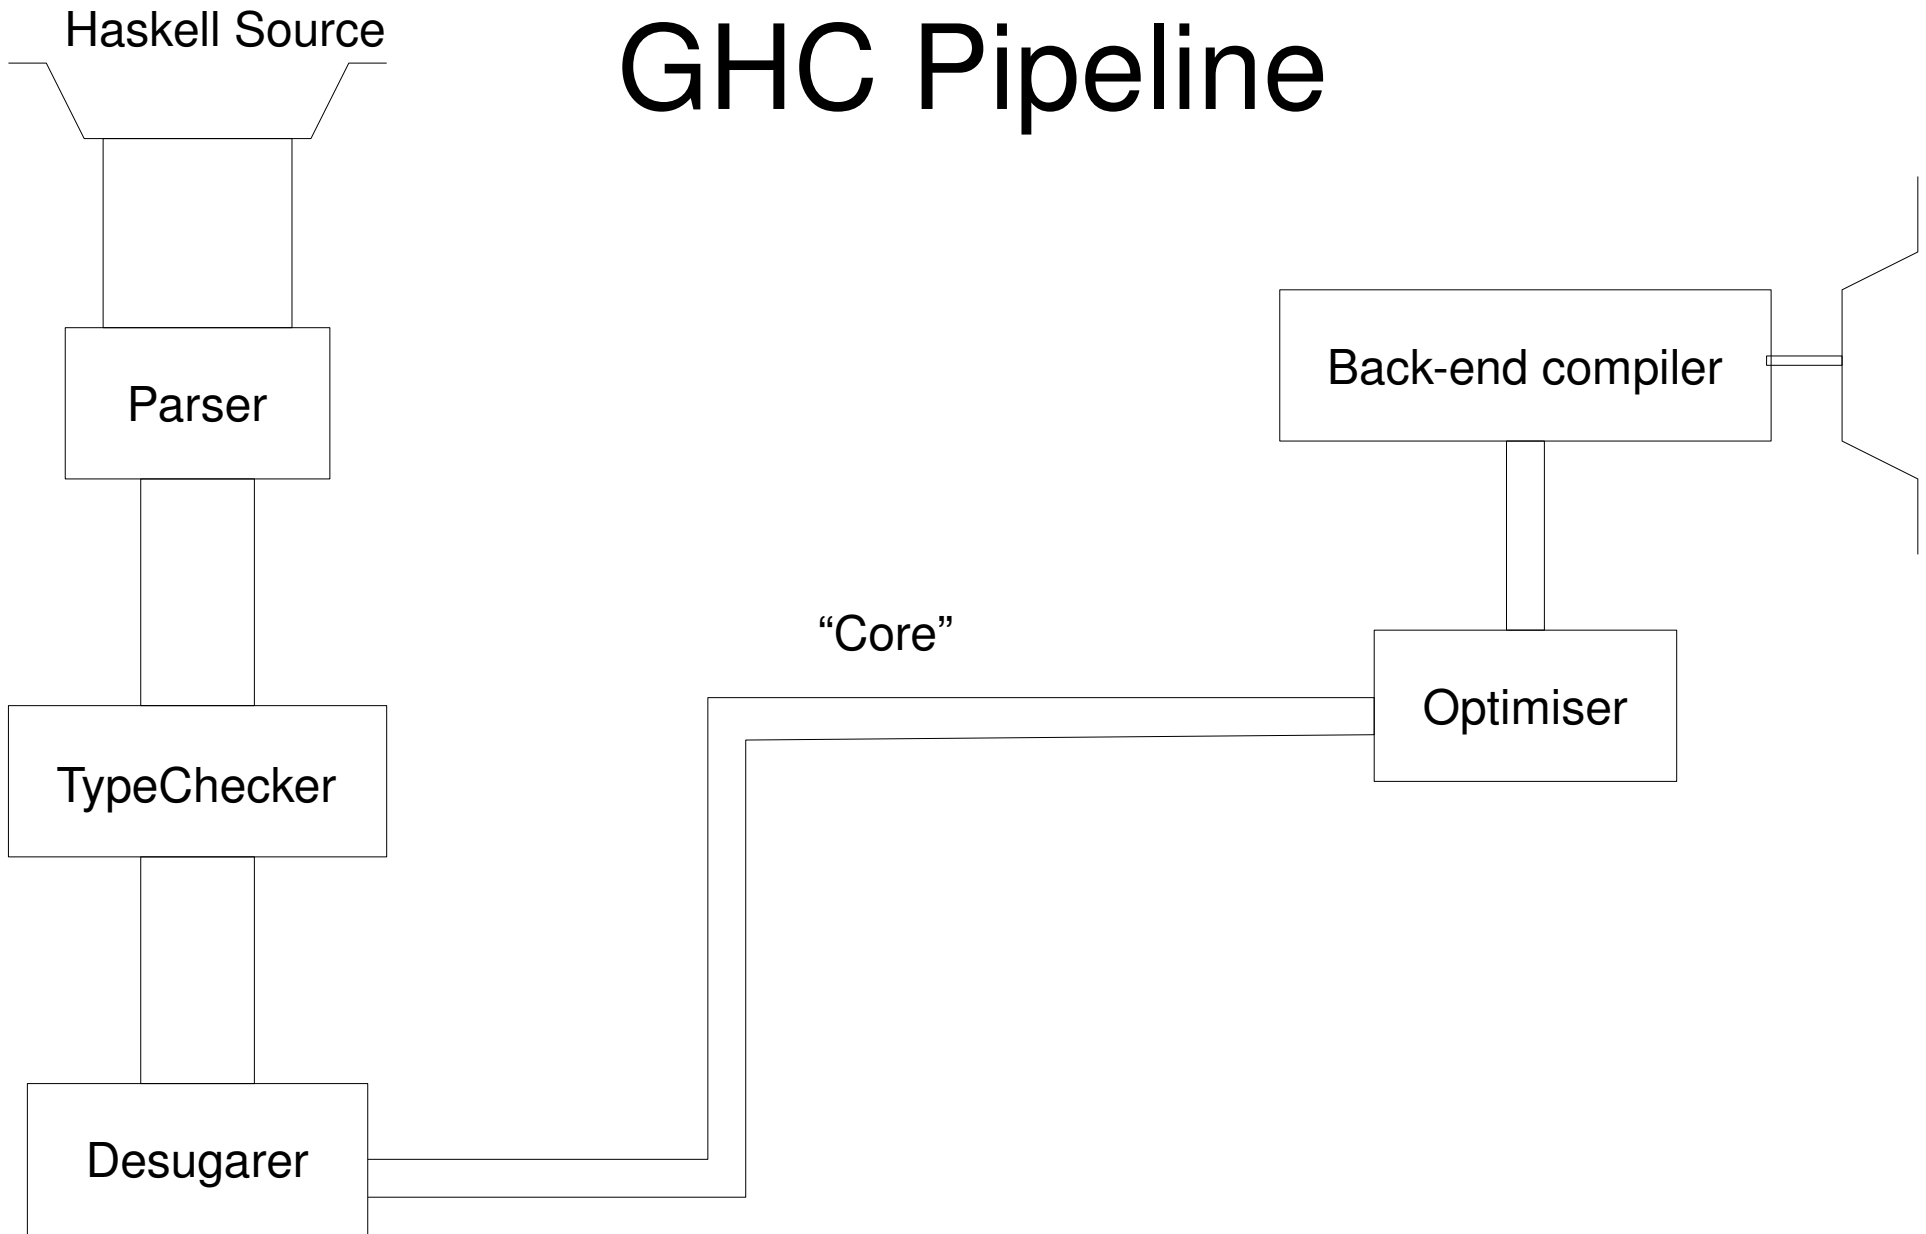 Haskell Source
GHC Pipeline
Parser
Back-end compiler
“Core”
Optimiser
TypeChecker
Desugarer